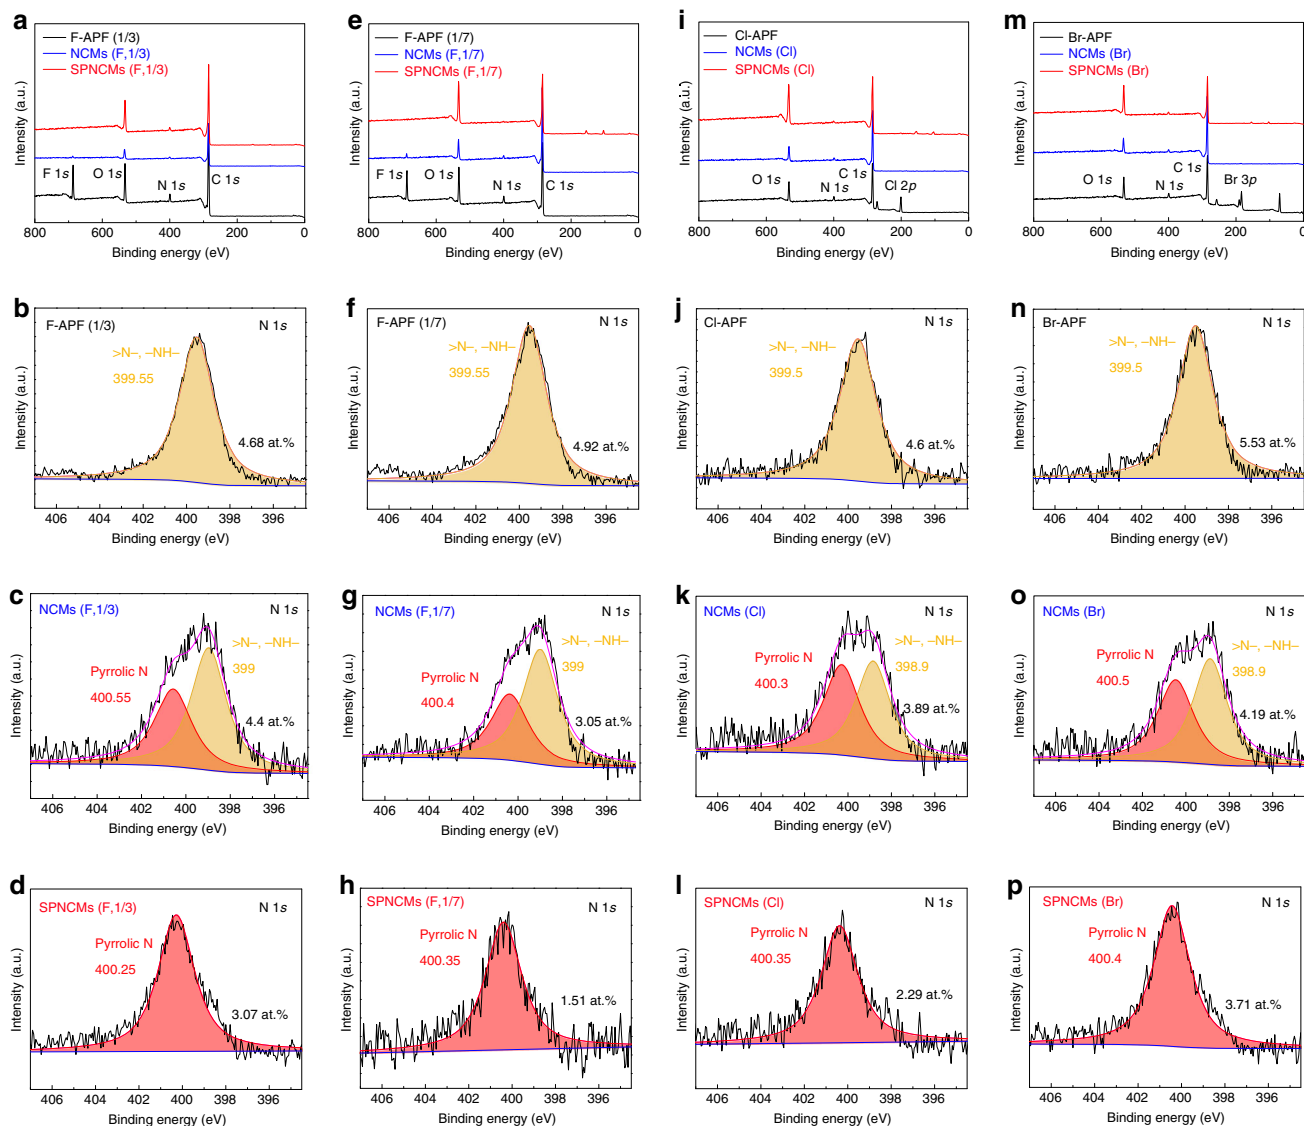 a
F-APF (1/3)
NCMs (F,1/3)
SPNCMs (F,1/3)
F 1s
O 1s
N 1s
C 1s
Intensity (a.u.)
800 600 400 200 0
Binding energy (eV)
e
F-APF (1/7)
NCMs (F,1/7)
SPNCMs (F,1/7)
F 1s
O 1s
N 1s
C 1s
Intensity (a.u.)
800 600 400 200 0
Binding energy (eV)
i
Cl-APF
NCMs (Cl)
SPNCMs (Cl)
O 1s
N 1s
C 1s
Cl 2p
Intensity (a.u.)
800 600 400 200 0
Binding energy (eV)
m
Br-APF
NCMs (Br)
SPNCMs (Br)
O 1s
N 1s
C 1s
Br 3p
Intensity (a.u.)
800 600 400 200 0
Binding energy (eV)
b
F-APF (1/3)
N 1s
>N–, –NH–
399.55
4.68 at.%
Intensity (a.u.)
406 404 402 400 398 396
Binding energy (eV)
f
F-APF (1/7)
N 1s
>N–, –NH–
399.55
4.92 at.%
Intensity (a.u.)
406 404 402 400 398 396
Binding energy (eV)
j
Cl-APF
N 1s
>N–, –NH–
399.5
4.6 at.%
Intensity (a.u.)
406 404 402 400 398 396
Binding energy (eV)
n
Br-APF
N 1s
>N–, –NH–
399.5
5.53 at.%
Intensity (a.u.)
406 404 402 400 398 396
Binding energy (eV)
c
NCMs (F,1/3)
N 1s
>N–, –NH–
399
Pyrrolic N
400.55
4.4 at.%
Intensity (a.u.)
406 404 402 400 398 396
Binding energy (eV)
g
NCMs (F,1/7)
N 1s
>N–, –NH–
399
Pyrrolic N
400.4
3.05 at.%
Intensity (a.u.)
406 404 402 400 398 396
Binding energy (eV)
k
NCMs (Cl)
N 1s
>N–, –NH–
398.9
Pyrrolic N
400.3
3.89 at.%
Intensity (a.u.)
406 404 402 400 398 396
Binding energy (eV)
o
NCMs (Br)
N 1s
>N–, –NH–
398.9
Pyrrolic N
400.5
4.19 at.%
Intensity (a.u.)
406 404 402 400 398 396
Binding energy (eV)
d
SPNCMs (F,1/3)
N 1s
Pyrrolic N
400.25
3.07 at.%
Intensity (a.u.)
406 404 402 400 398 396
Binding energy (eV)
h
SPNCMs (F,1/7)
N 1s
Pyrrolic N
400.35
1.51 at.%
Intensity (a.u.)
406 404 402 400 398 396
Binding energy (eV)
l
SPNCMs (Cl)
N 1s
Pyrrolic N
400.35
2.29 at.%
Intensity (a.u.)
406 404 402 400 398 396
Binding energy (eV)
p
SPNCMs (Br)
N 1s
Pyrrolic N
400.4
3.71 at.%
Intensity (a.u.)
406 404 402 400 398 396
Binding energy (eV)